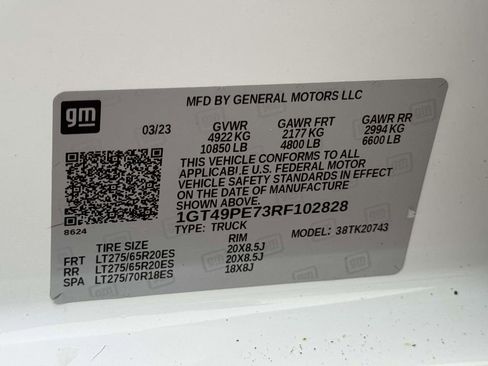 MFD BY GENERAL MOTORS LLC
gm
03/23 GVWR GAWR FRT GAWR RR
4922 KG 2177 KG 2994 KG
10850 LB 4800 LB 6600 LB
THIS VEHICLE CONFORMS TO ALL
APPLICABLE U.S. FEDERAL MOTOR
VEHICLE SAFETY STANDARDS IN EFFECT
ON THE DATE OF MANUFACTURE
SHOWN ABOVE.
8624
1GT49PE73RF102828
TYPE: TRUCK MODEL: 38TK20743
TIRE SIZE RIM
FRT LT275/65R20ES 20X8.5J
RR LT275/65R20ES 20X8.5J
SPA LT275/70R18ES 18X8J